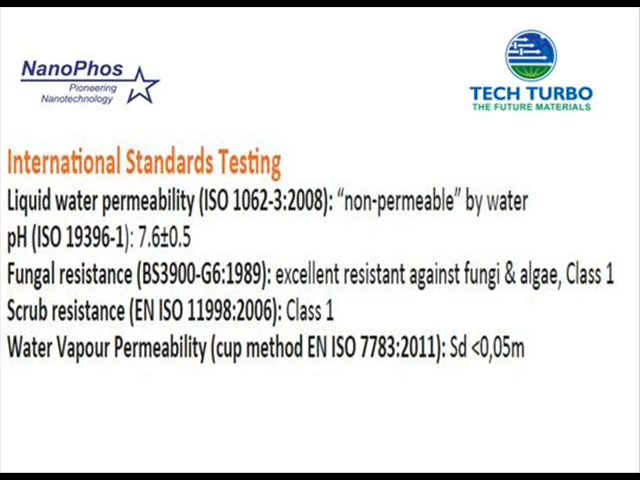 NanoPhos
Pioneering
Nanotechnology
TECH TURBO
THE FUTURE MATERIALS
International Standards Testing
Liquid water permeability (ISO 1062-3:2008): “non-permeable” by water
pH (ISO 19396-1): 7.6±0.5
Fungal resistance (BS3900-G6:1989): excellent resistant against fungi & algae, Class 1
Scrub resistance (EN ISO 11998:2006): Class 1
Water Vapour Permeability (cup method EN ISO 7783:2011): Sd <0,05m